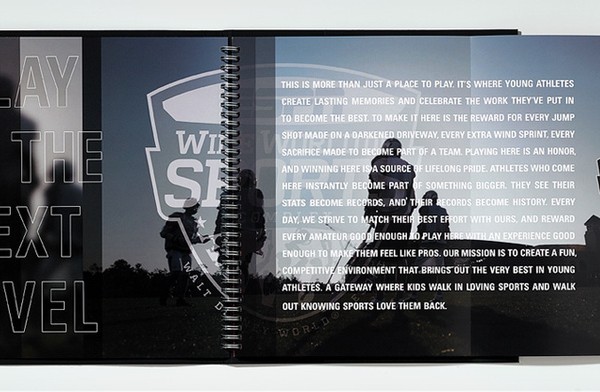 LAY
THE
EXT
VEL
WIDE WORLD
SP
COMPLEX
WALT D Y WORLD
THIS IS MORE THAN JUST A PLACE TO PLAY. IT'S WHERE YOUNG ATHLETES
CREATE LASTING MEMORIES AND CELEBRATE THE WORK THEY'VE PUT IN
TO BECOME THE BEST. TO MAKE IT HERE IS THE REWARD FOR EVERY JUMP
SHOT MADE ON A DARKENED DRIVEWAY, EVERY EXTRA WIND SPRINT, EVERY
SACRIFICE MADE TO BECOME PART OF A TEAM. PLAYING HERE IS AN HONOR,
AND WINNING HERE IS A SOURCE OF LIFELONG PRIDE. ATHLETES WHO COME
HERE INSTANTLY BECOME PART OF SOMETHING BIGGER. THEY SEE THEIR
STATS BECOME RECORDS, AND THEIR RECORDS BECOME HISTORY. EVERY
DAY, WE STRIVE TO MATCH THEIR BEST EFFORT WITH OURS, AND REWARD
EVERY AMATEUR GOOD ENOUGH TO PLAY HERE WITH AN EXPERIENCE GOOD
ENOUGH TO MAKE THEM FEEL LIKE PROS. OUR MISSION IS TO CREATE A FUN,
COMPETITIVE ENVIRONMENT THAT BRINGS OUT THE VERY BEST IN YOUNG
ATHLETES. A GATEWAY WHERE KIDS WALK IN LOVING SPORTS AND WALK
OUT KNOWING SPORTS LOVE THEM BACK.